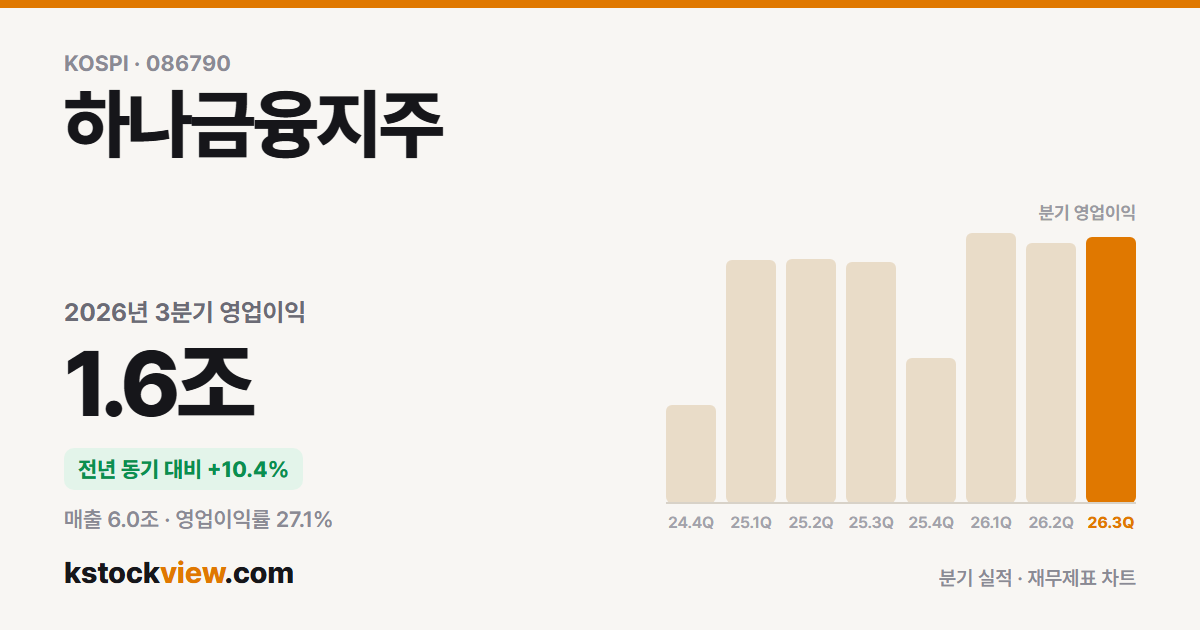 KOSPI · 086790
하나금융지주
2026년 3분기 영업이익
1.6조
전년 동기 대비 +10.4%
매출 6.0조 · 영업이익률 27.1%
kstockview.com
분기 영업이익
24.4Q 25.1Q 25.2Q 25.3Q 25.4Q 26.1Q 26.2Q 26.3Q
분기 실적 · 재무제표 차트